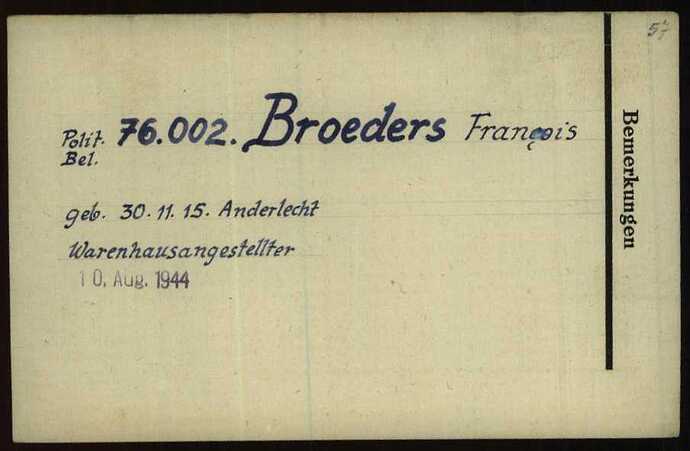 57
Polit. 76.002. Broeders François
Bel.
geb. 30.11.15. Anderlecht
Warenhausangestellter
10. Aug. 1944
Bemerkungen